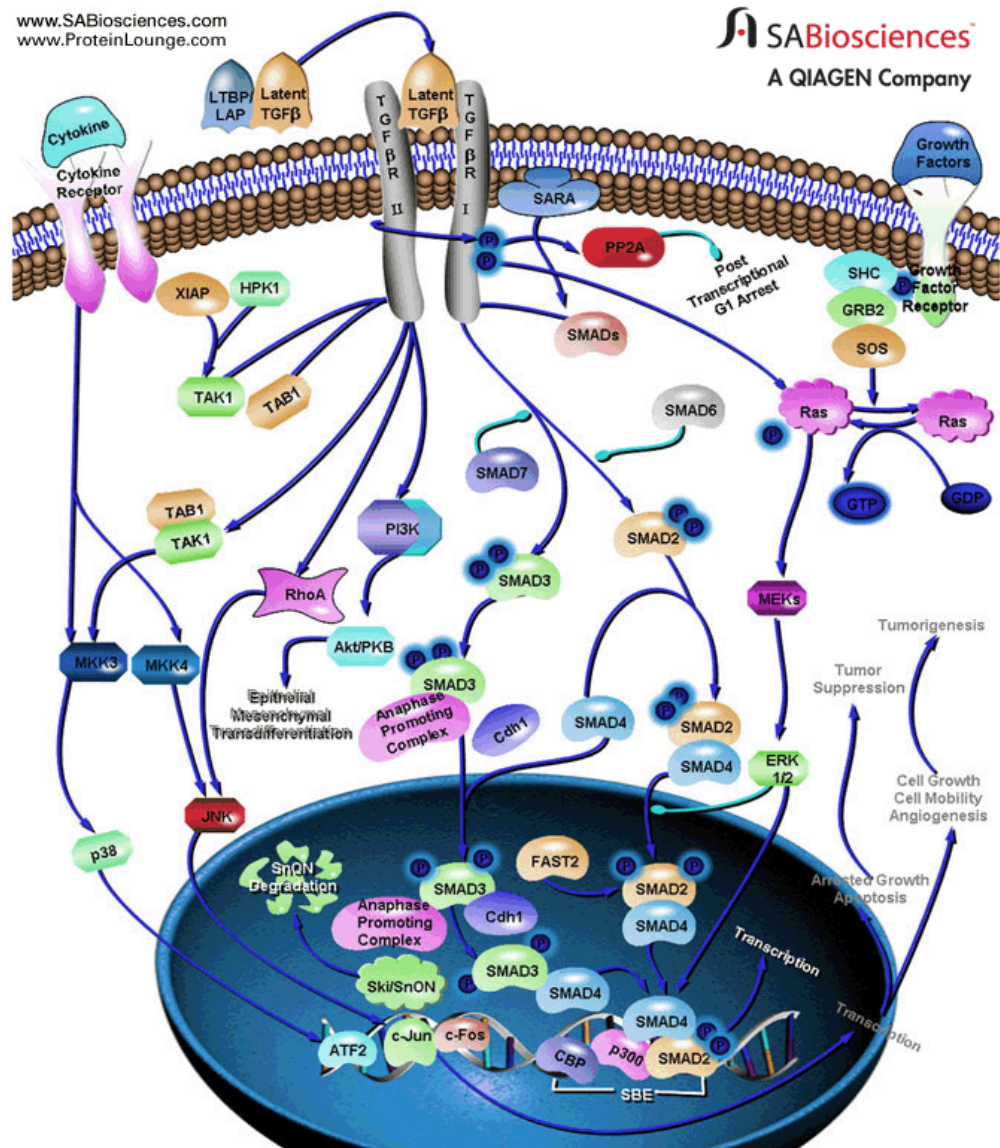 www.SABiosciences.com
www.ProteinLounge.com
SABiosciences™
A QIAGEN Company
LTBP/
LAP
Latent
TGFβ
Latent
TGFβ
TGFβR
II
TGFβR
I
Cytokine
Cytokine
Receptor
Growth
Factors
SARA
P
P
PP2A
Post
Transcriptional
G1 Arrest
SHC
P
Growth
Factor
Receptor
GRB2
SOS
XIAP
HPK1
SMADs
TAK1
TAB1
SMAD6
Ras
Ras
P
SMAD7
GTP
GDP
TAB1
TAK1
PI3K
SMAD2
P
P
P
P
SMAD3
RhoA
MEKs
Akt/PKB
Tumorigenesis
MKK3
MKK4
P
P
SMAD3
Tumor
Suppression
Epithelial
Mesenchymal
Transdifferentiation
Anaphase
Promoting
Complex
Cdh1
SMAD4
P
P
SMAD2
SMAD4
ERK
1/2
Cell Growth
Cell Mobility
Angiogenesis
JNK
p38
SnON
Degradation
P
P
SMAD3
FAST2
P
P
SMAD2
Arrested Growth
Apoptosis
Anaphase
Promoting
Complex
Cdh1
SMAD4
Transcription
P
SMAD3
P
Ski/SnON
SMAD4
SMAD4
P
P
Transcription
ATF2
c-Jun
c-Fos
CBP
p300
SMAD2
SBE